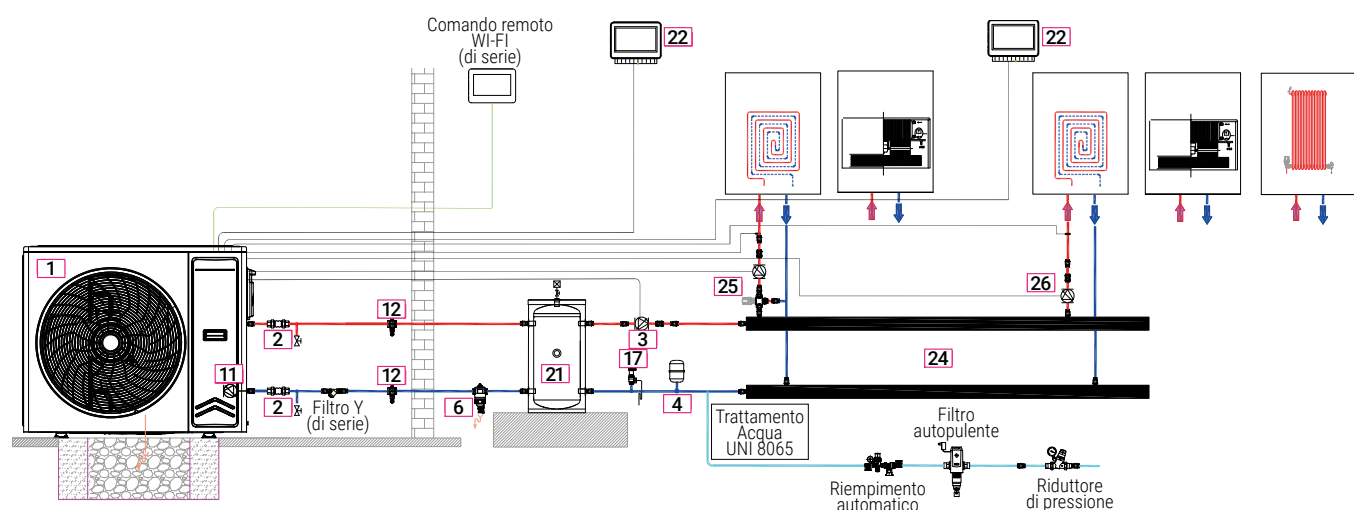 Comando remoto
WI-FI
(di serie)
22
22
1
12
2
3
25
26
17
24
11
21
12
2
Filtro Y
(di serie)
6
4
Trattamento
Acqua
UNI 8065
Filtro
autopulente
Riempimento
automatico
Riduttore
di pressione